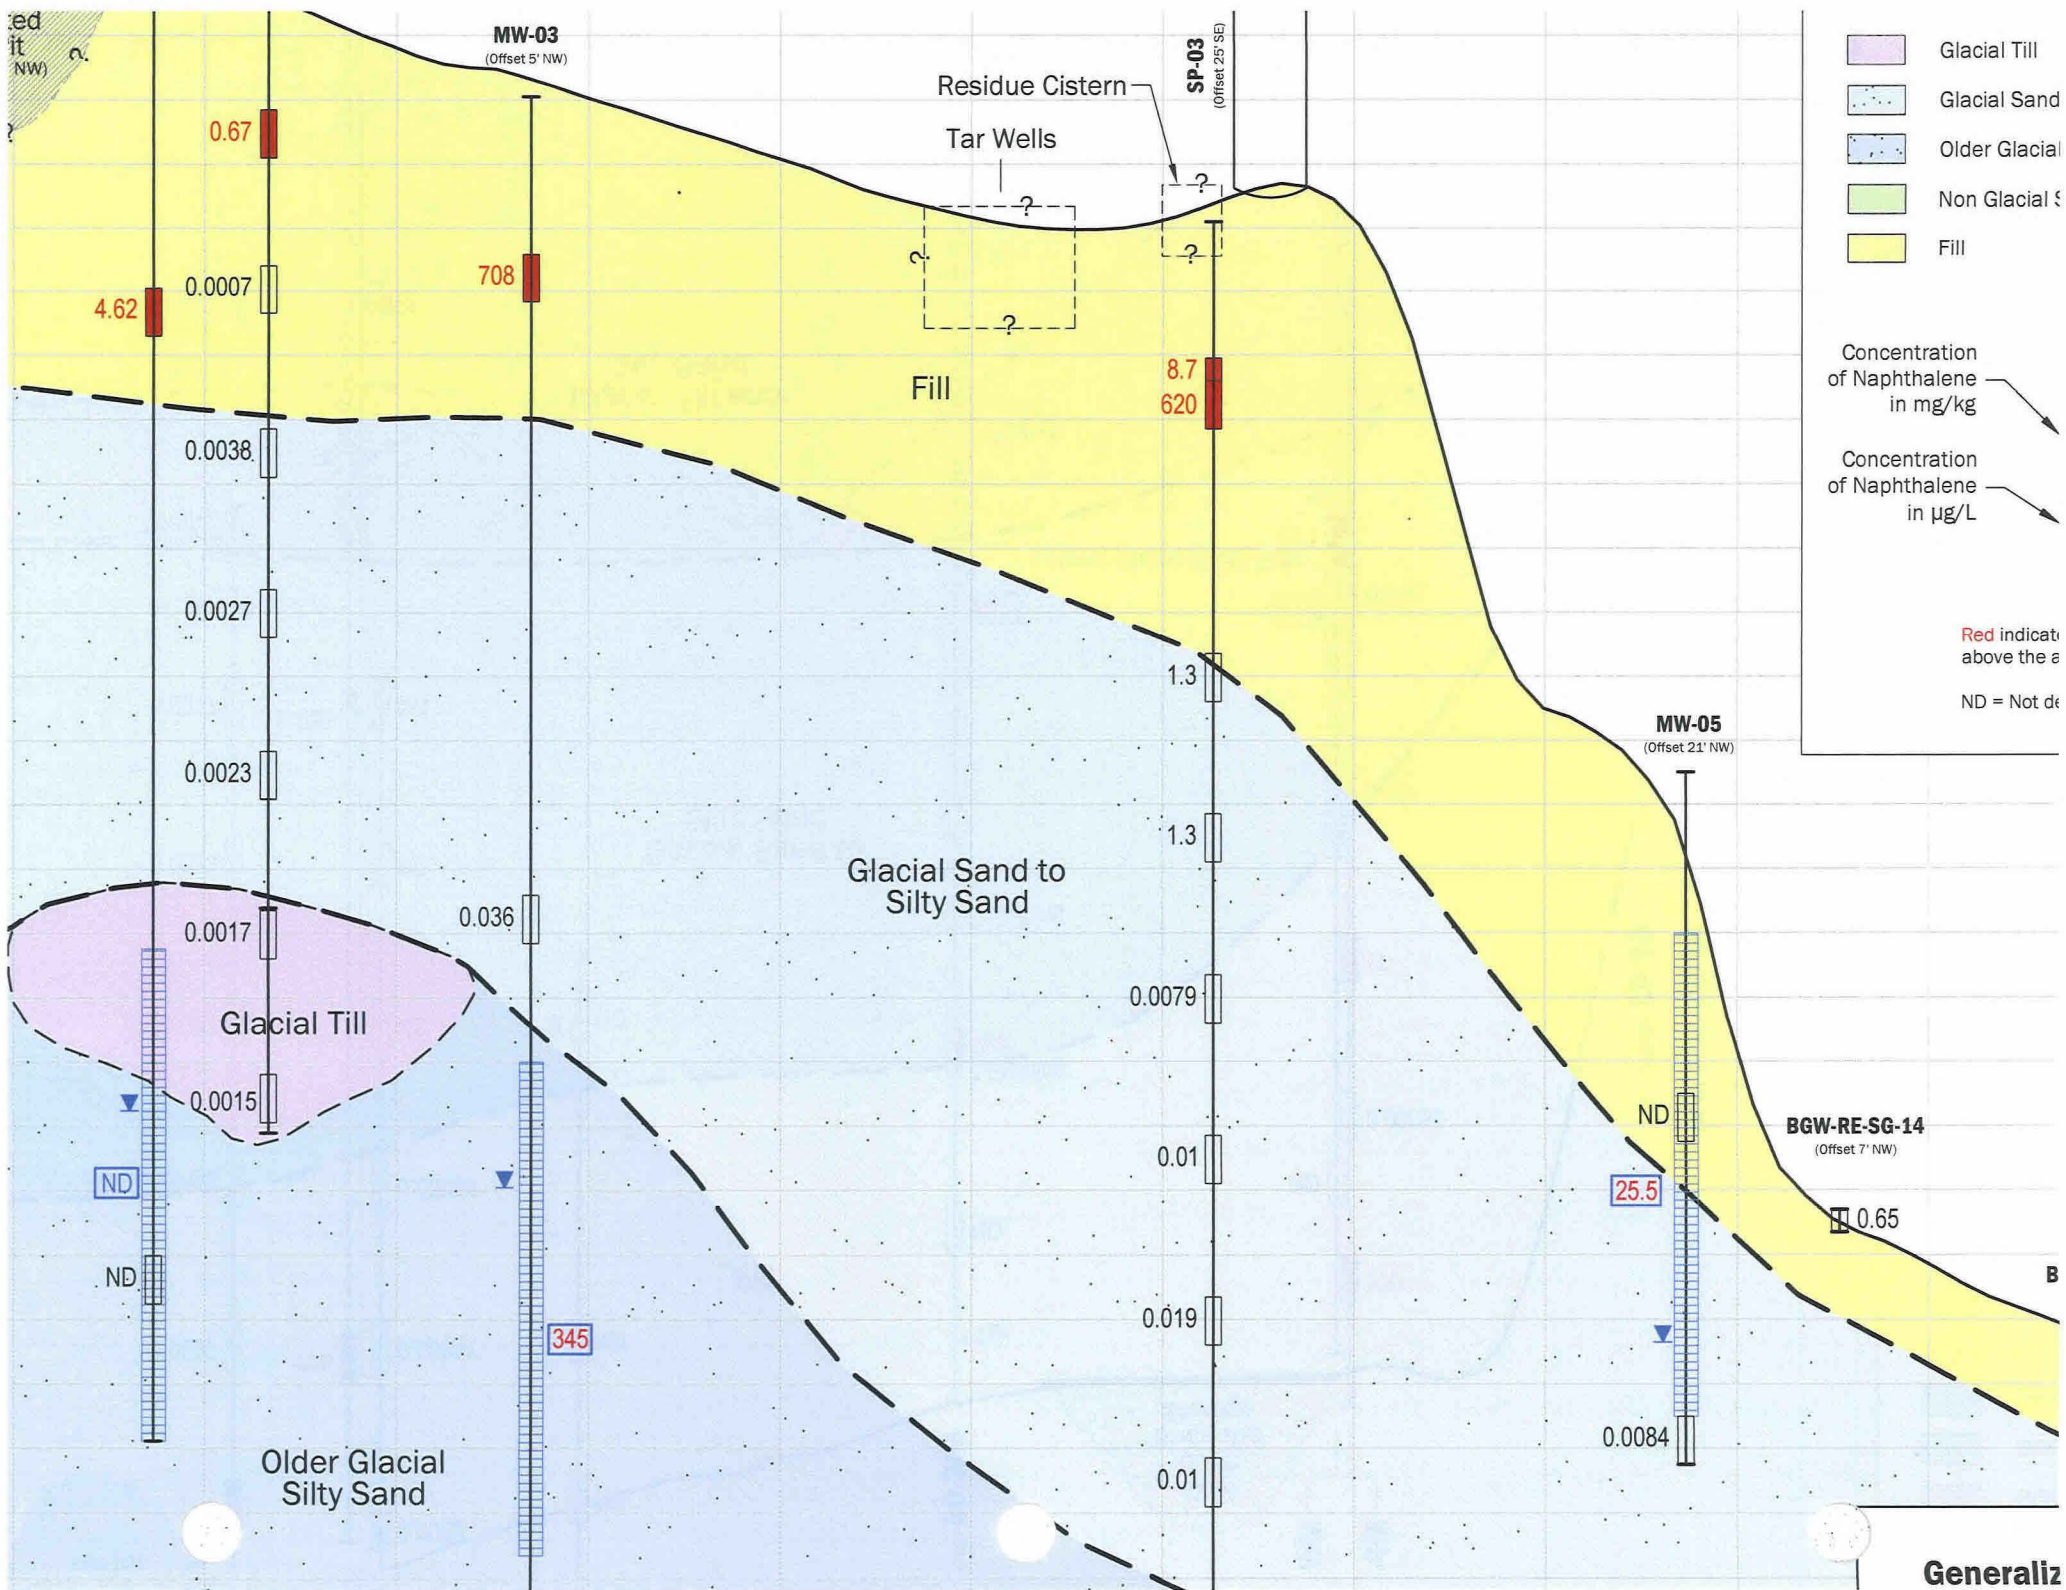 ed
it
NW)
?
?
MW-03
(Offset 5' NW)
SP-03
(Offset 25' SE)
Residue Cistern
Tar Wells
?
?
?
?
?
0.67
0.0007
4.62
708
8.7
620
Fill
0.0038
0.0027
0.0023
0.0017
0.0015
Glacial Till
0.036
Glacial Sand to
Silty Sand
1.3
1.3
0.0079
0.01
0.019
0.01
ND
ND
345
Older Glacial
Silty Sand
MW-05
(Offset 21' NW)
ND
25.5
0.0084
BGW-RE-SG-14
(Offset 7' NW)
0.65
B
Glacial Till
Glacial Sand
Older Glacial
Non Glacial S
Fill
Concentration
of Naphthalene
in mg/kg
Concentration
of Naphthalene
in µg/L
Red indicate
above the a
ND = Not de
Generaliz